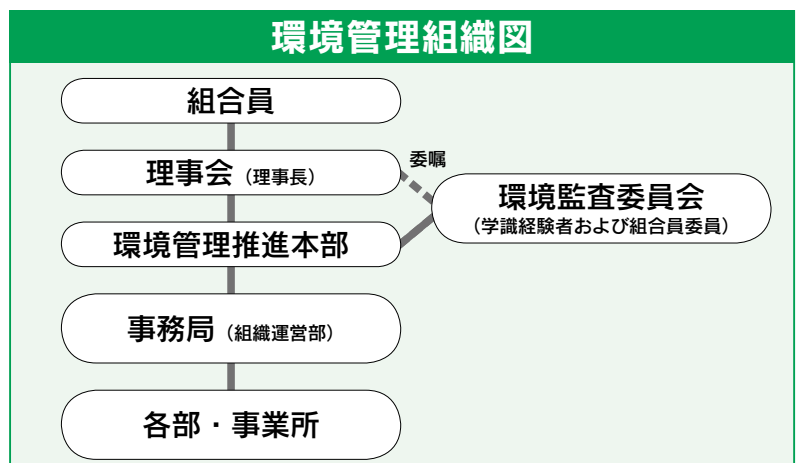 環境管理組織図
組合員
理事会（理事長）
委嘱
環境監査委員会
（学識経験者および組合員委員）
環境管理推進本部
事務局（組織運営部）
各部・事業所